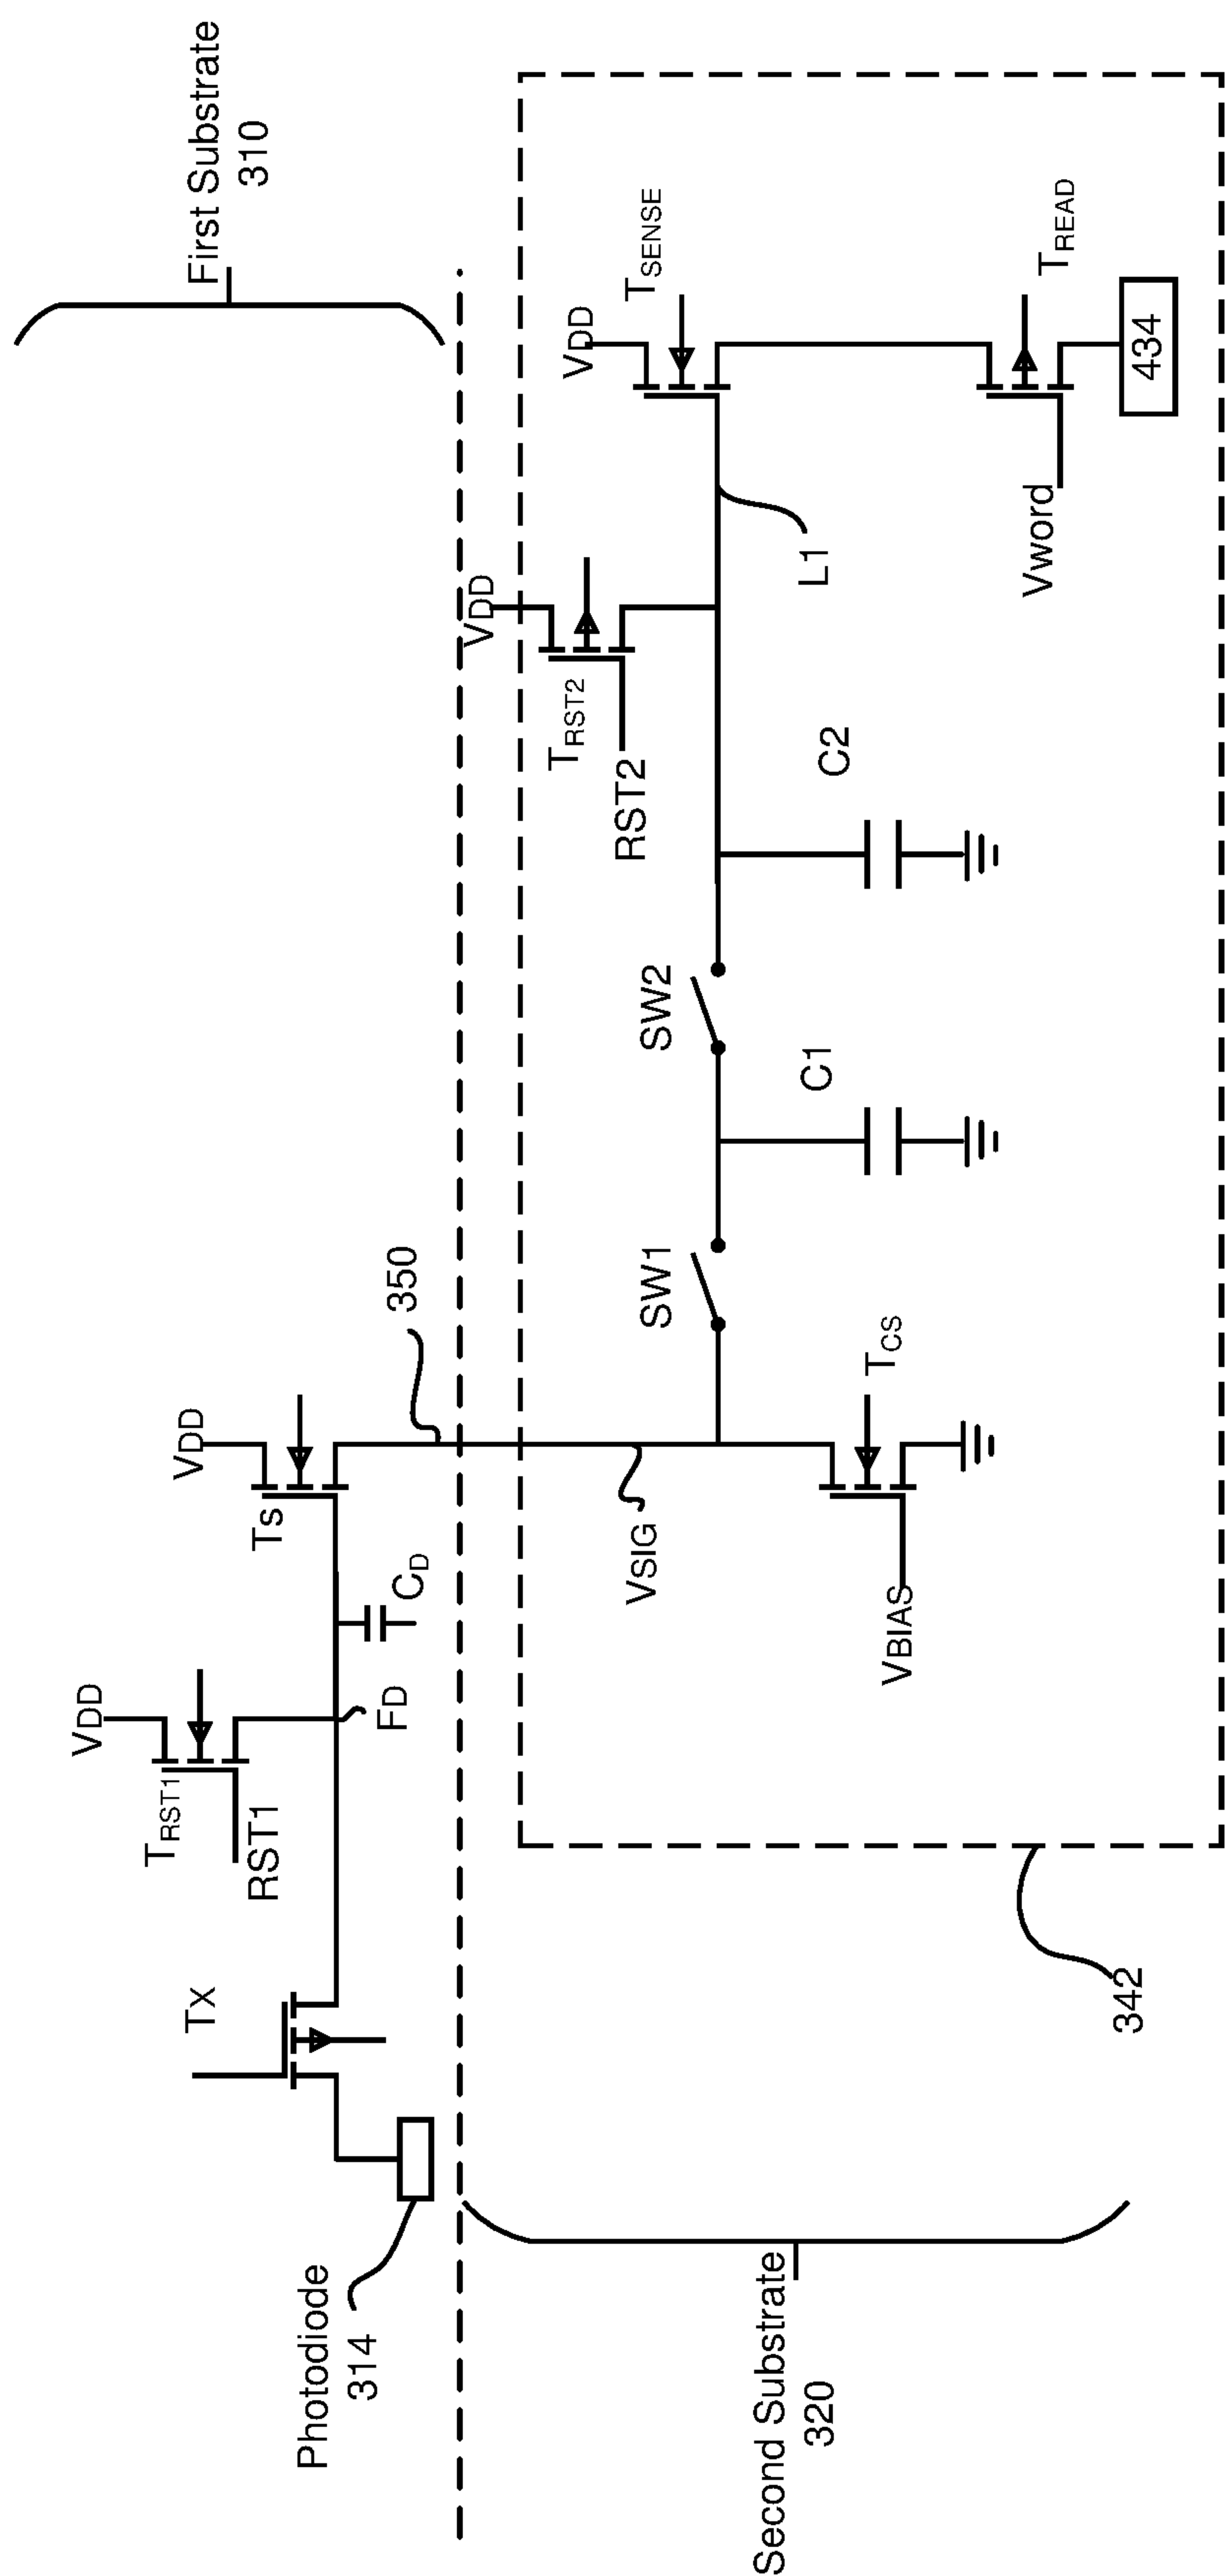 First Substrate
310
VDD
TRST1
RST1
TX
VDD
Ts
FD
CD
350
Photodiode
314
VDD
TRST2
RST2
VDD
TSENSE
SW1
SW2
VSIG
C1
C2
L1
TCS
VBIAS
TREAD
Vword
434
Second Substrate
320
342